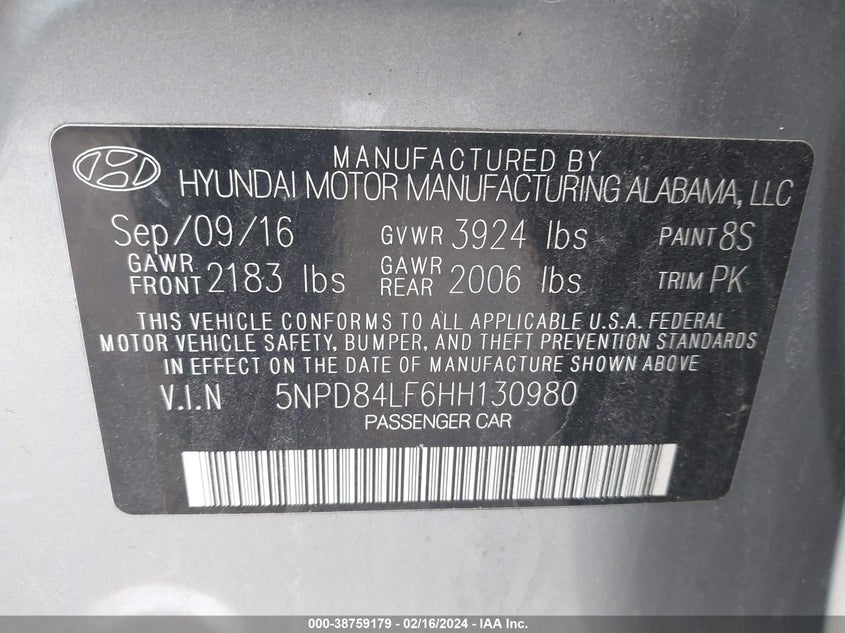 MANUFACTURED BY
HYUNDAI MOTOR MANUFACTURING ALABAMA, LLC
Sep/09/16 GVWR 3924 lbs PAINT 8S
GAWR FRONT 2183 lbs GAWR REAR 2006 lbs TRIM PK
THIS VEHICLE CONFORMS TO ALL APPLICABLE U.S.A. FEDERAL
MOTOR VEHICLE SAFETY, BUMPER, AND THEFT PREVENTION STANDARDS
IN EFFECT ON THE DATE OF MANUFACTURE SHOWN ABOVE
V.I.N 5NPD84LF6HH130980
PASSENGER CAR
000-38759179 - 02/16/2024 - IAA Inc.